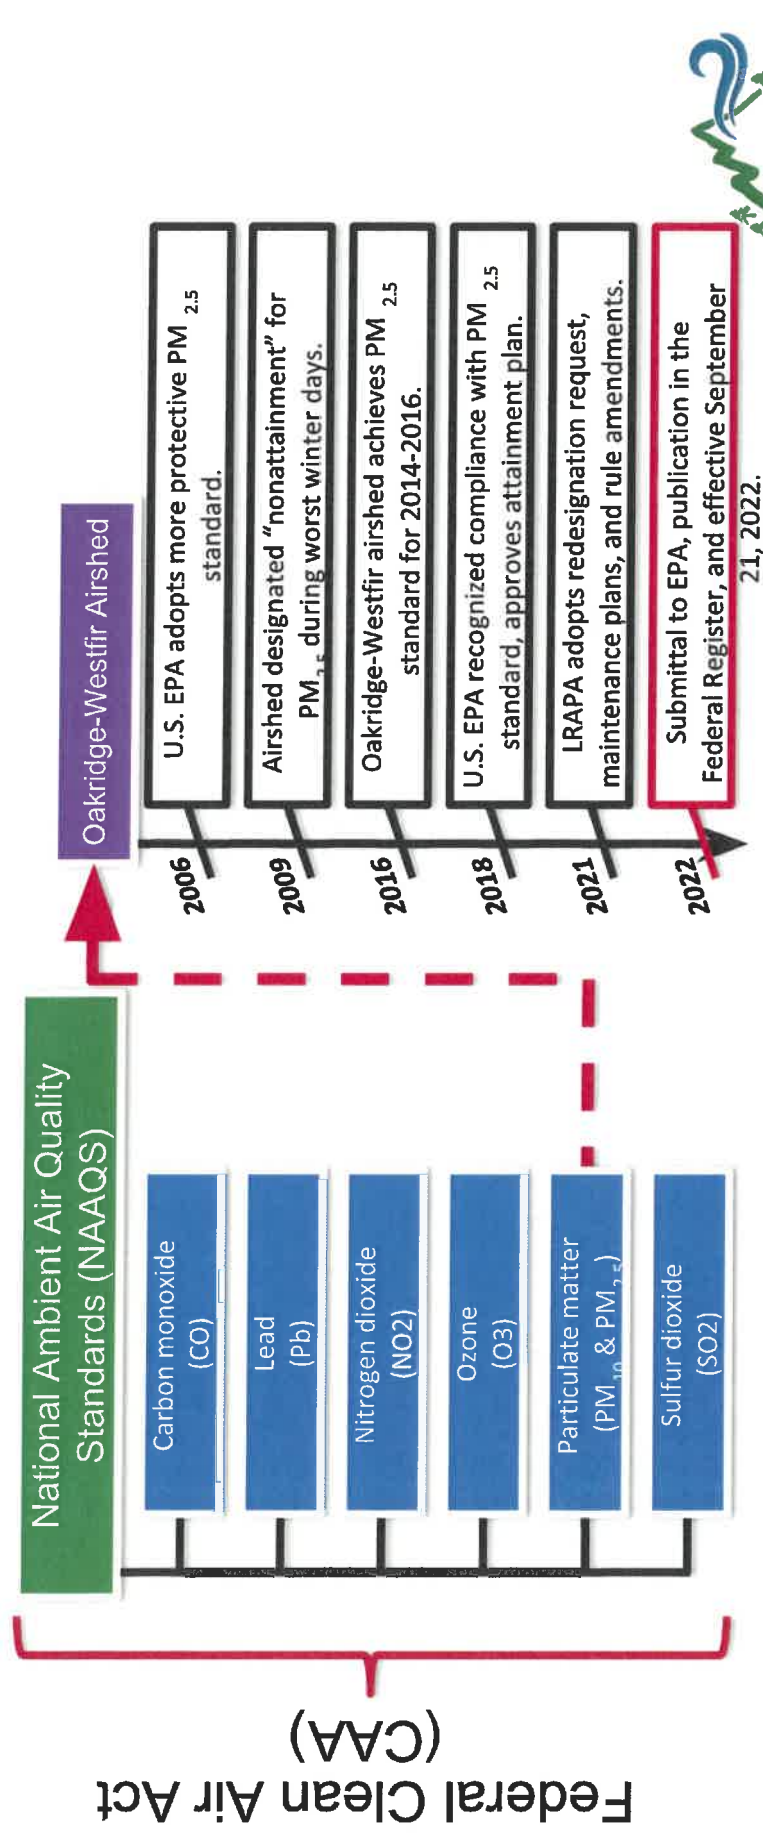 Federal Clean Air Act
(CAA)
National Ambient Air Quality
Standards (NAAQS)
Carbon monoxide
(CO)
Lead
(Pb)
Nitrogen dioxide
(NO2)
Ozone
(O3)
Particulate matter
(PM 10 & PM 2.5)
Sulfur dioxide
(SO2)
Oakridge-Westfir Airshed
2006
U.S. EPA adopts more protective PM 2.5
standard.
2009
Airshed designated "nonattainment" for
PM2.5 during worst winter days.
2016
Oakridge-Westfir airshed achieves PM 2.5
standard for 2014-2016.
2018
U.S. EPA recognized compliance with PM 2.5
standard, approves attainment plan.
2021
LRAPA adopts redesignation request,
maintenance plans, and rule amendments.
2022
Submittal to EPA, publication in the
Federal Register, and effective September
21, 2022.